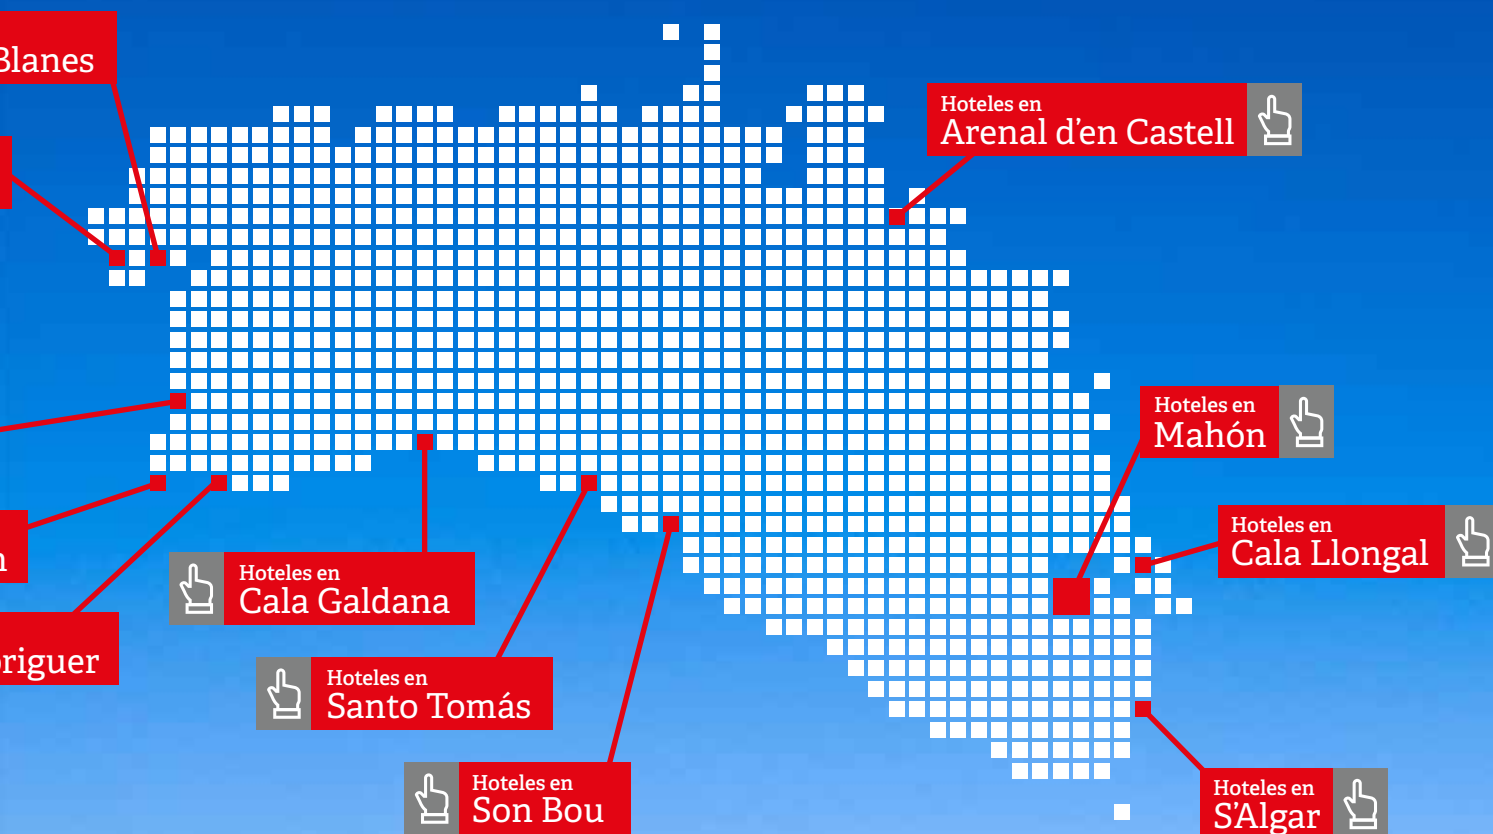 Blanes
Hoteles en
Arenal d'en Castell
Hoteles en
Mahón
Hoteles en
Cala Llongal
Hoteles en
Cala Galdana
riguer
Hoteles en
Santo Tomás
Hoteles en
Son Bou
Hoteles en
S'Algar